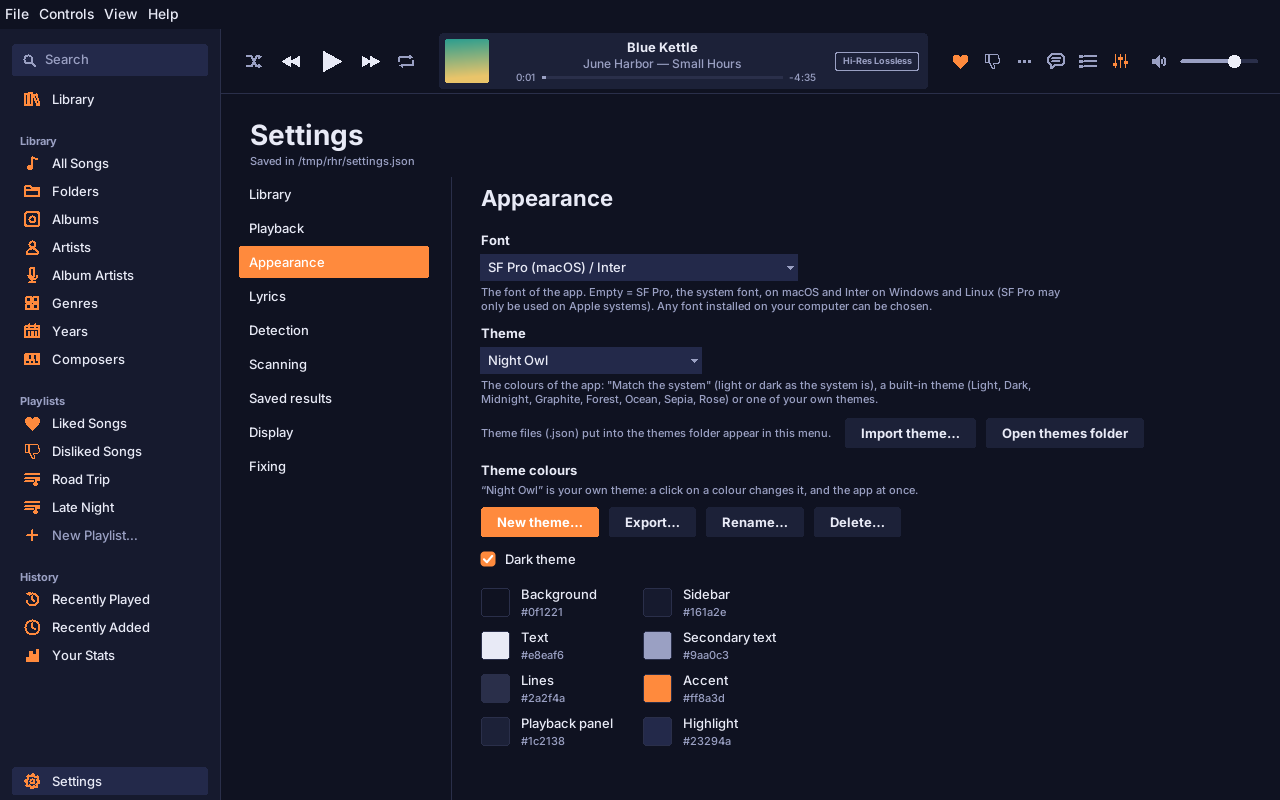 File Controls View Help
Search
Library
Library
All Songs
Folders
Albums
Artists
Album Artists
Genres
Years
Composers
Playlists
Liked Songs
Disliked Songs
Road Trip
Late Night
New Playlist...
History
Recently Played
Recently Added
Your Stats
Settings
Blue Kettle
June Harbor — Small Hours
0:01
-4:35
Hi-Res Lossless
Settings
Saved in /tmp/rhr/settings.json
Library
Playback
Appearance
Lyrics
Detection
Scanning
Saved results
Display
Fixing
Appearance
Font
SF Pro (macOS) / Inter
The font of the app. Empty = SF Pro, the system font, on macOS and Inter on Windows and Linux (SF Pro may
only be used on Apple systems). Any font installed on your computer can be chosen.
Theme
Night Owl
The colours of the app: "Match the system" (light or dark as the system is), a built-in theme (Light, Dark,
Midnight, Graphite, Forest, Ocean, Sepia, Rose) or one of your own themes.
Theme files (.json) put into the themes folder appear in this menu.
Import theme...
Open themes folder
Theme colours
“Night Owl” is your own theme: a click on a colour changes it, and the app at once.
New theme...
Export...
Rename...
Delete...
Dark theme
Background
#0f1221
Sidebar
#161a2e
Text
#e8eaf6
Secondary text
#9aa0c3
Lines
#2a2f4a
Accent
#ff8a3d
Playback panel
#1c2138
Highlight
#23294a